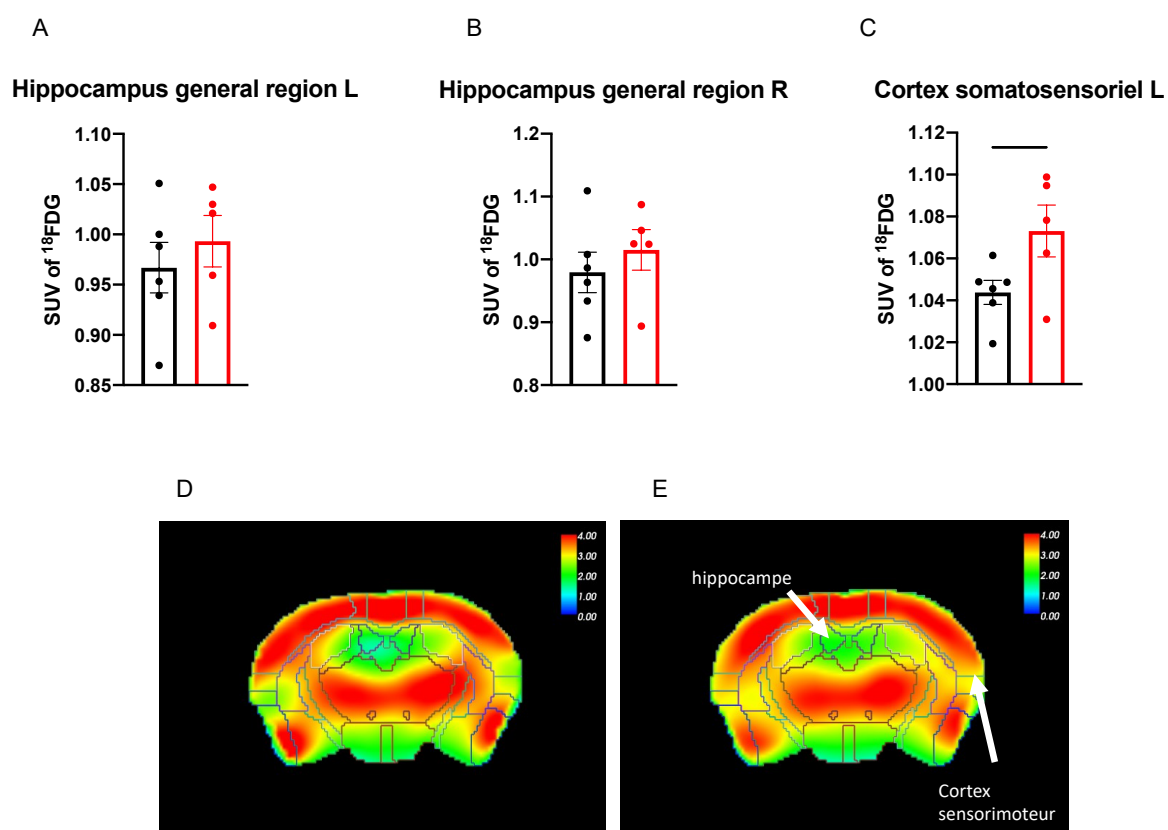 A
B
C
Hippocampus general region L
Hippocampus general region R
Cortex somatosensoriel L
SUV of ¹⁸FDG
1.10
1.05
1.00
0.95
0.90
0.85
SUV of ¹⁸FDG
1.2
1.1
1.0
0.9
0.8
SUV of ¹⁸FDG
1.12
1.10
1.08
1.06
1.04
1.02
1.00
D
E
4.00
3.00
2.00
1.00
0.00
hippocampe
4.00
3.00
2.00
1.00
0.00
Cortex
sensorimoteur